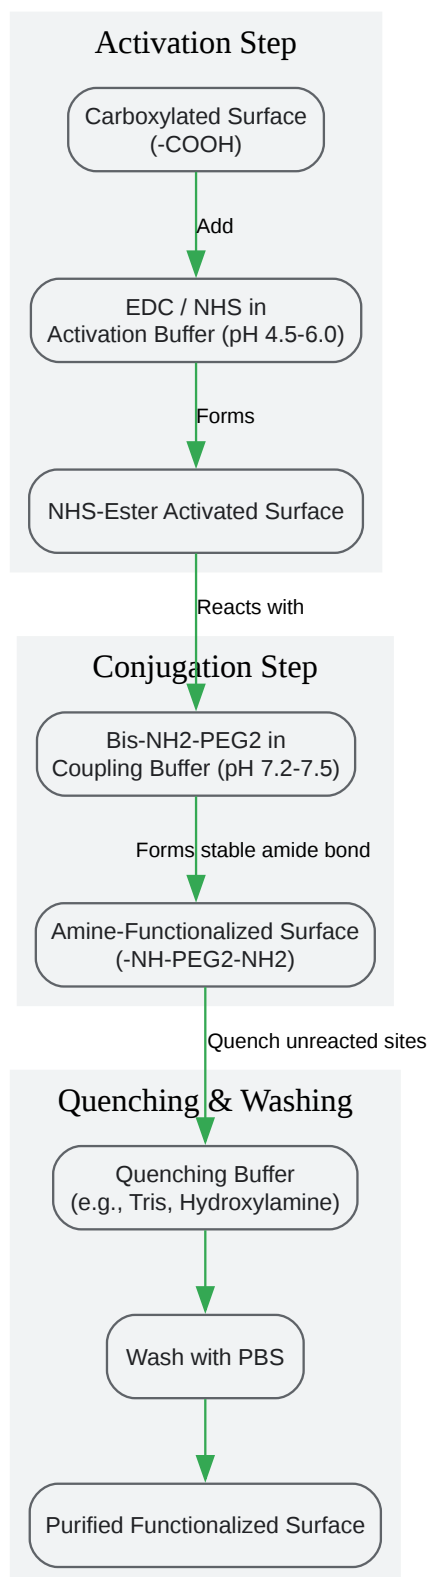 Activation Step
Carboxylated Surface
(-COOH)
Add
EDC / NHS in
Activation Buffer (pH 4.5-6.0)
Forms
NHS-Ester Activated Surface
Reacts with
Conjugation Step
Bis-NH2-PEG2 in
Coupling Buffer (pH 7.2-7.5)
Forms stable amide bond
Amine-Functionalized Surface
(-NH-PEG2-NH2)
Quench unreacted sites
Quenching & Washing
Quenching Buffer
(e.g., Tris, Hydroxylamine)
Wash with PBS
Purified Functionalized Surface